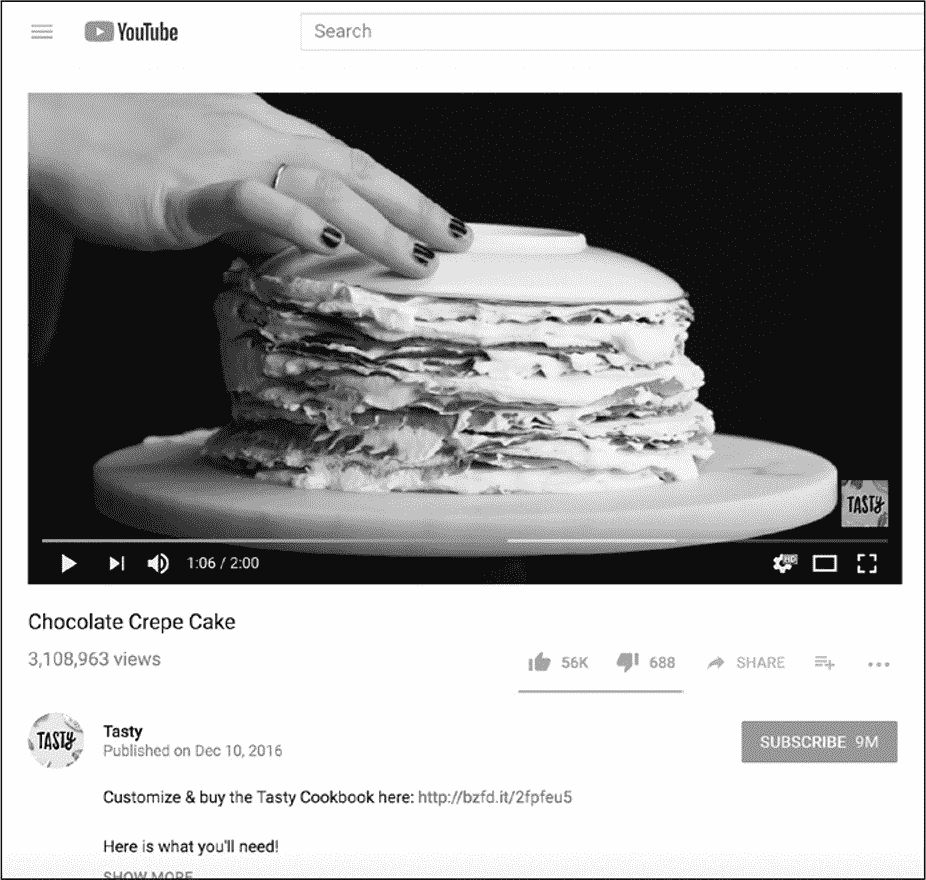 YouTube
Search
TASTY
1:06 / 2:00
HD
Chocolate Crepe Cake
3,108,963 views
56K
688
SHARE
TASTY
Tasty
Published on Dec 10, 2016
SUBSCRIBE 9M
Customize & buy the Tasty Cookbook here: http://bzfd.it/2fpfeu5
Here is what you'll need!
SHOW MORE